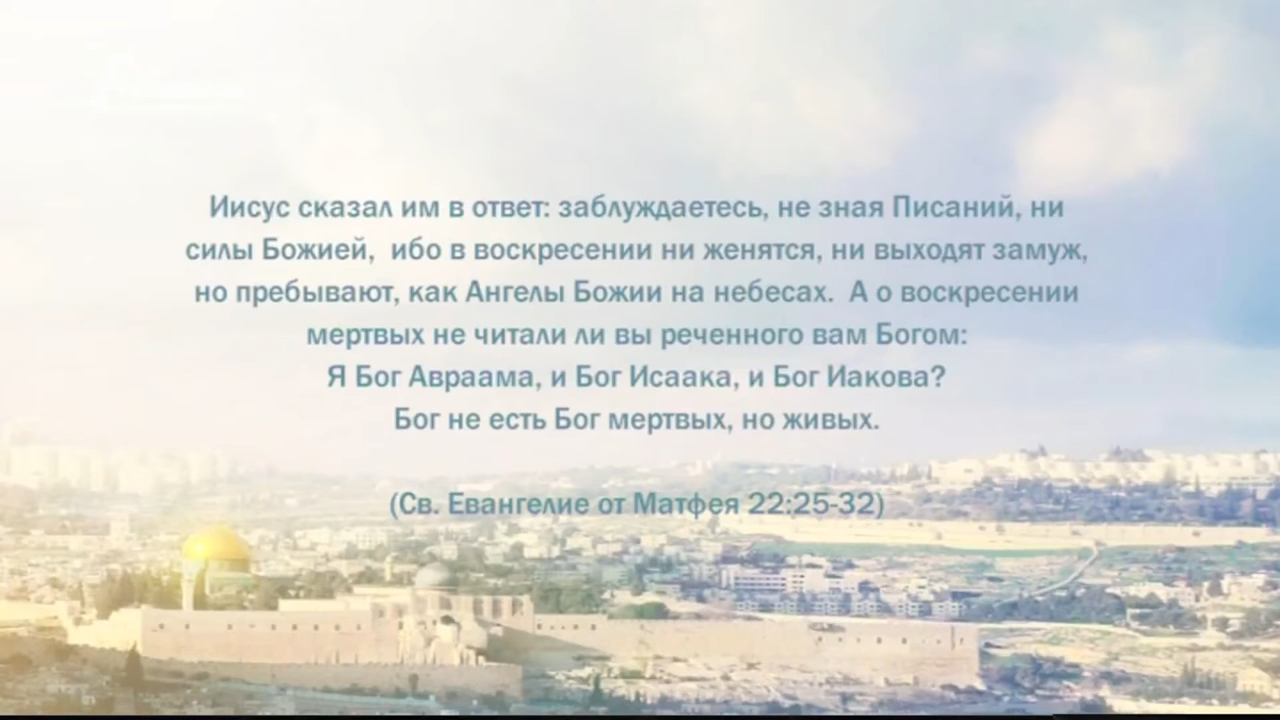 Иисус сказал им в ответ: заблуждаетесь, не зная Писаний, ни
силы Божией, ибо в воскресении ни женятся, ни выходят замуж,
но пребывают, как Ангелы Божии на небесах. А о воскресении
мертвых не читали ли вы реченного вам Богом:
Я Бог Авраама, и Бог Исаака, и Бог Иакова?
Бог не есть Бог мертвых, но живых.
(Св. Евангелие от Матфея 22:25-32)